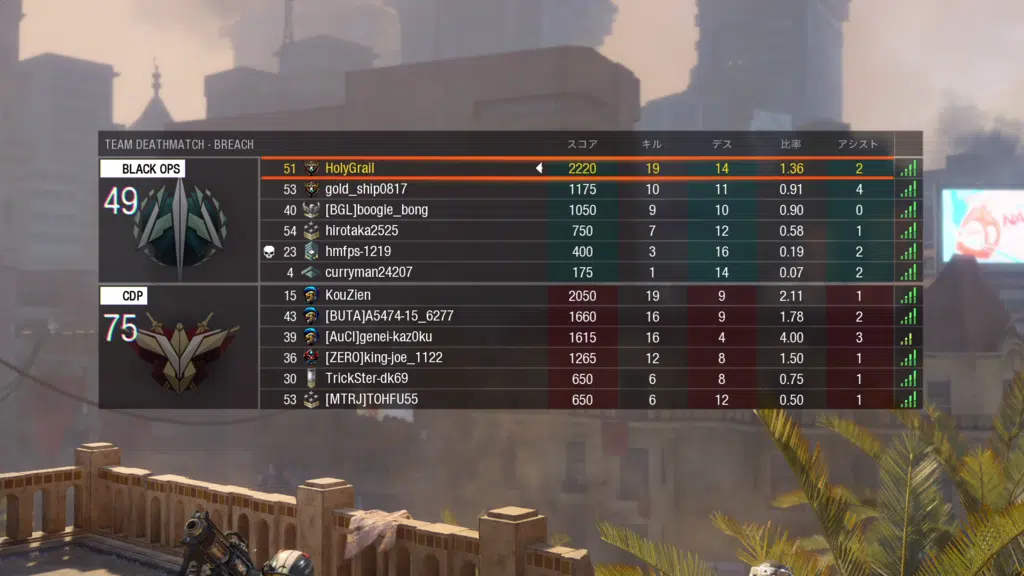 TEAM DEATHMATCH - BREACH スコア キル デス 比率 アシスト
BLACK OPS
49
51 HolyGrail 2220 19 14 1.36 2
53 gold_ship0817 1175 10 11 0.91 4
40 [BGL]boogie_bong 1050 9 10 0.90 0
54 hirotaka2525 750 7 12 0.58 1
23 hmfps-1219 400 3 16 0.19 2
4 curryman24207 175 1 14 0.07 2
CDP
75
15 KouZien 2050 19 9 2.11 1
43 [BUTA]A5474-15_6277 1660 16 9 1.78 2
39 [AuCl]genei-kaz0ku 1615 16 4 4.00 3
36 [ZERO]king-joe_1122 1265 12 8 1.50 1
30 TrickSter-dk69 650 6 8 0.75 1
53 [MTRJ]TOHFU55 650 6 12 0.50 1